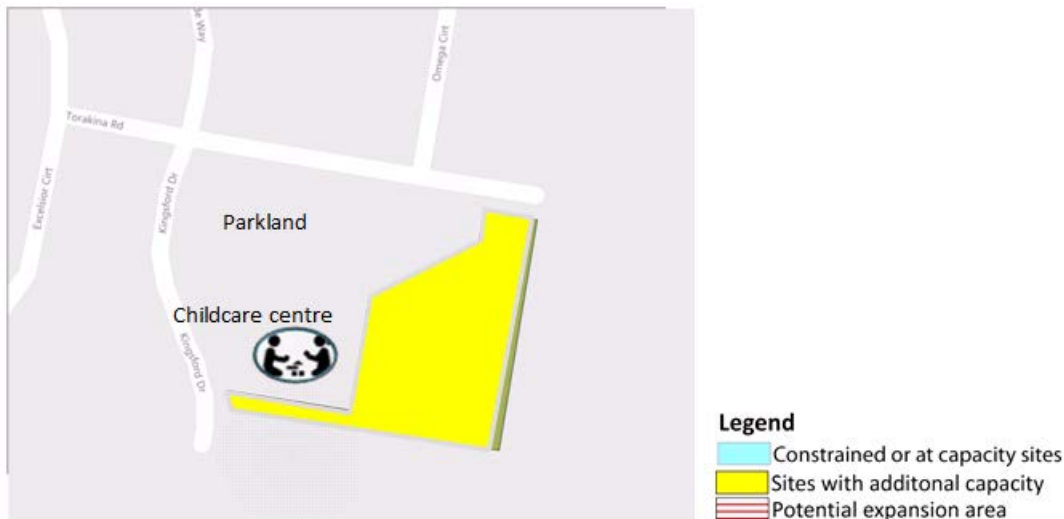 Omega Cirt
Torakina Rd
Excelsior Cirt
Kingsford Dr
Parkland
Childcare centre
Kingsford Dr
Legend
Constrained or at capacity sites
Sites with additonal capacity
Potential expansion area